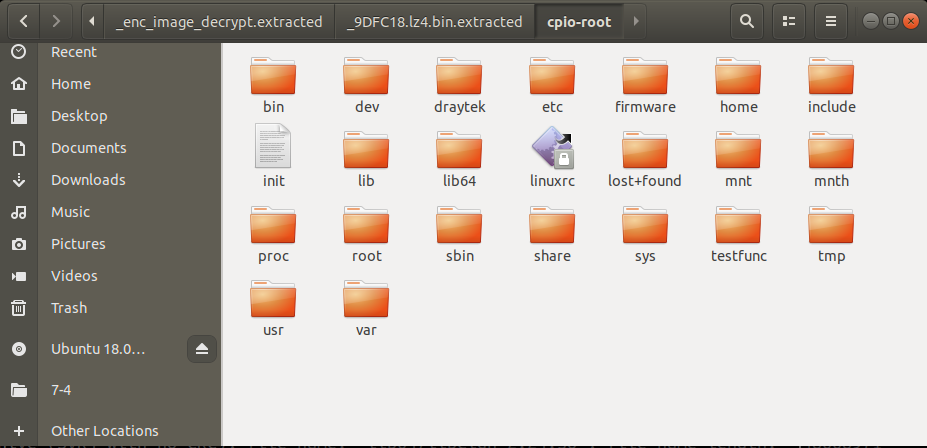 _enc_image_decrypt.extracted _9DFC18.lz4.bin.extracted cpio-root
Recent
Home
Desktop
Documents
Downloads
Music
Pictures
Videos
Trash
Ubuntu 18.0…
7-4
Other Locations
bin dev draytek etc firmware home include
init lib lib64 linuxrc lost+found mnt mnth
proc root sbin share sys testfunc tmp
usr var